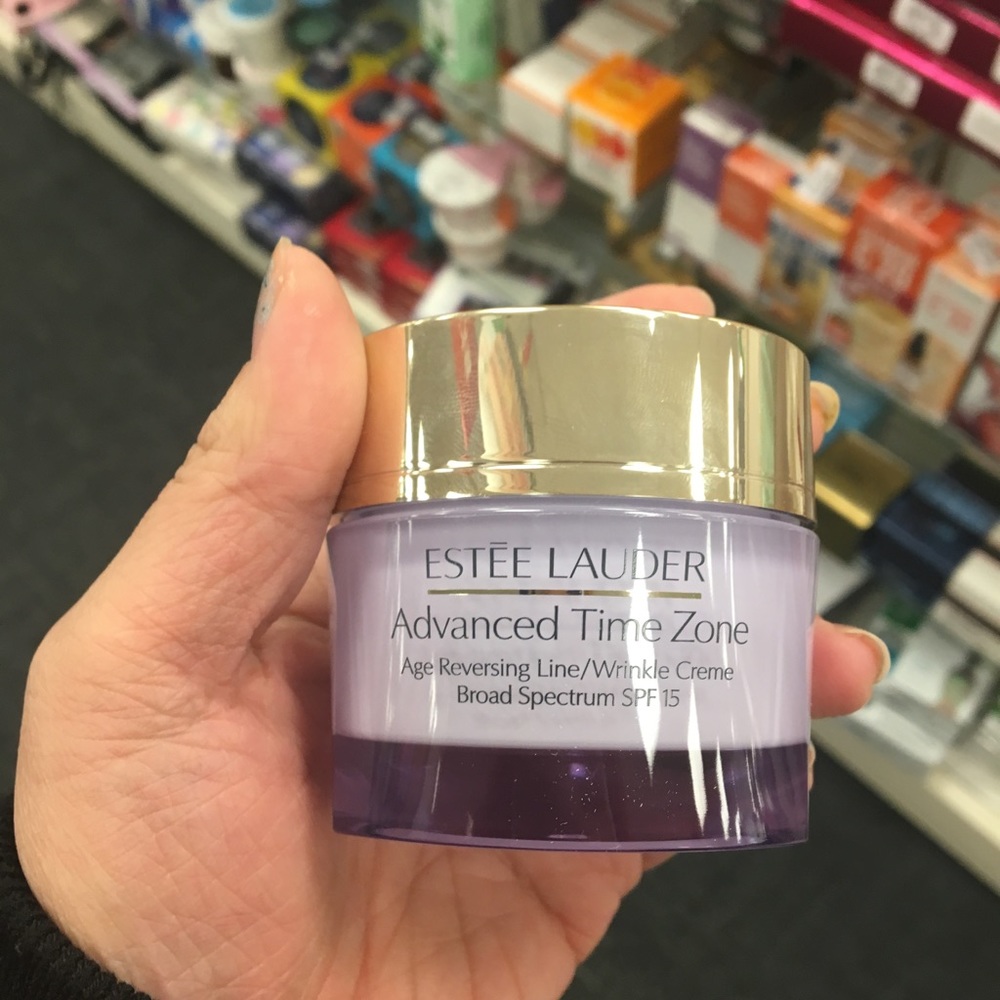 ESTĒE LAUDER
Advanced Time Zone
Age Reversing Line/Wrinkle Creme
Broad Spectrum SPF 15